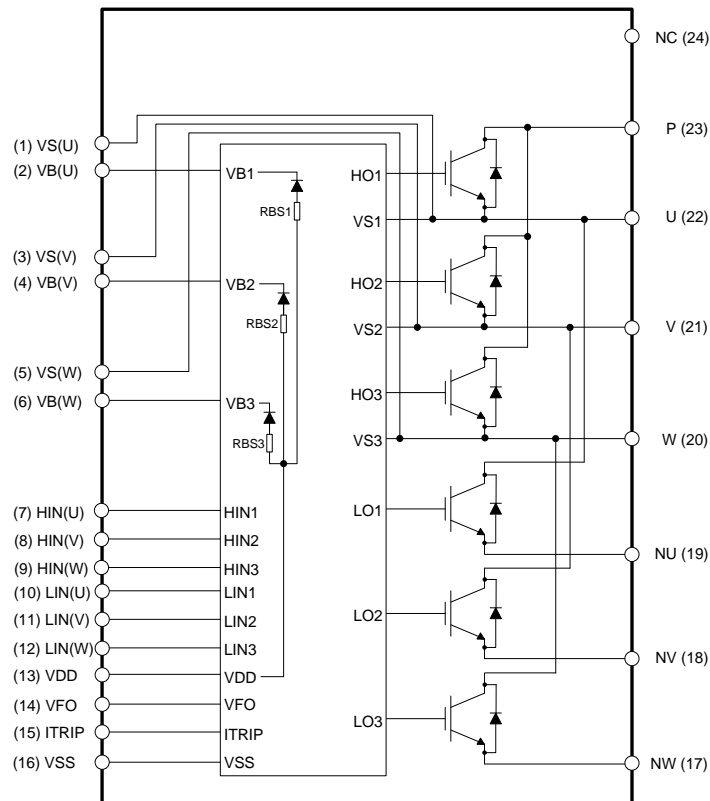 NC (24)
(1) VS(U)
(2) VB(U)
(3) VS(V)
(4) VB(V)
(5) VS(W)
(6) VB(W)
(7) HIN(U)
(8) HIN(V)
(9) HIN(W)
(10) LIN(U)
(11) LIN(V)
(12) LIN(W)
(13) VDD
(14) VFO
(15) ITRIP
(16) VSS
VB1
RBS1
VB2
RBS2
VB3
RBS3
HIN1
HIN2
HIN3
LIN1
LIN2
LIN3
VDD
VFO
ITRIP
VSS
HO1
VS1
HO2
VS2
HO3
VS3
LO1
LO2
LO3
P (23)
U (22)
V (21)
W (20)
NU (19)
NV (18)
NW (17)